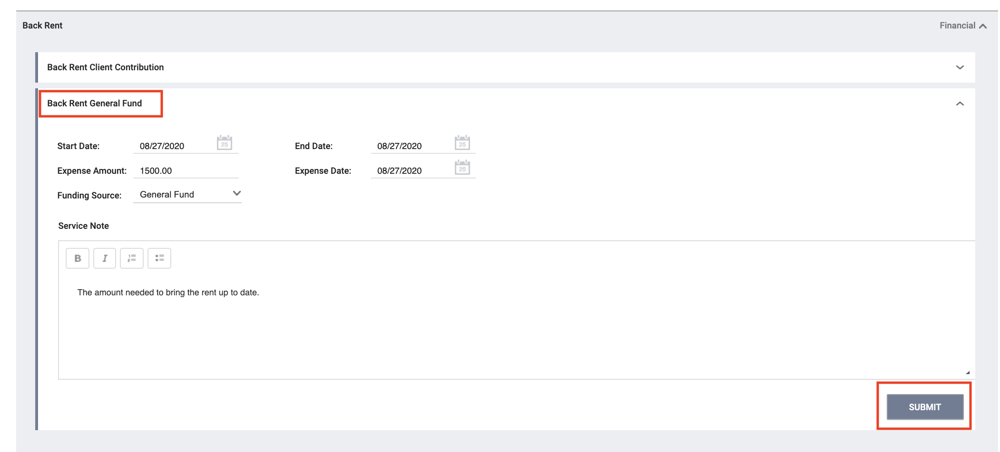 Back Rent
Financial
Back Rent Client Contribution
Back Rent General Fund
Start Date: 08/27/2020 25 End Date: 08/27/2020 25
Expense Amount: 1500.00 Expense Date: 08/27/2020 25
Funding Source: General Fund
Service Note
B I 1 2
The amount needed to bring the rent up to date.
SUBMIT